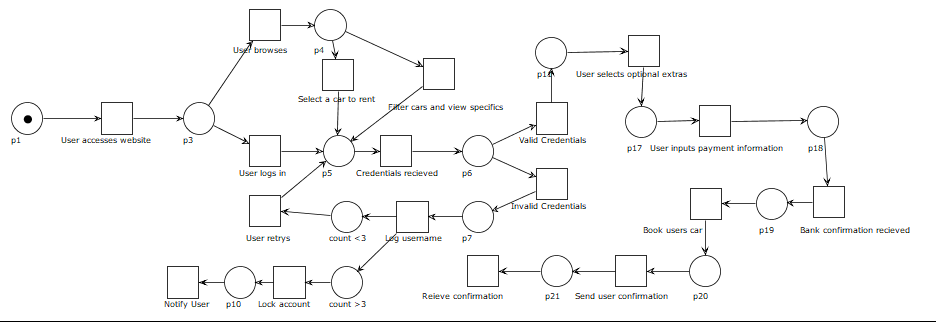 User browses
p4
p15
User selects optional extras
Select a car to rent
Filter cars and view specifics
p1
User accesses website
p3
Valid Credentials
p17
User inputs payment information
p18
User logs in
p5
Credentials recieved
p6
Invalid Credentials
User retrys
count <3
Log username
p7
Book users car
p19
Bank confirmation recieved
Notify User
p10
Lock account
count >3
Reieve confirmation
p21
Send user confirmation
p20